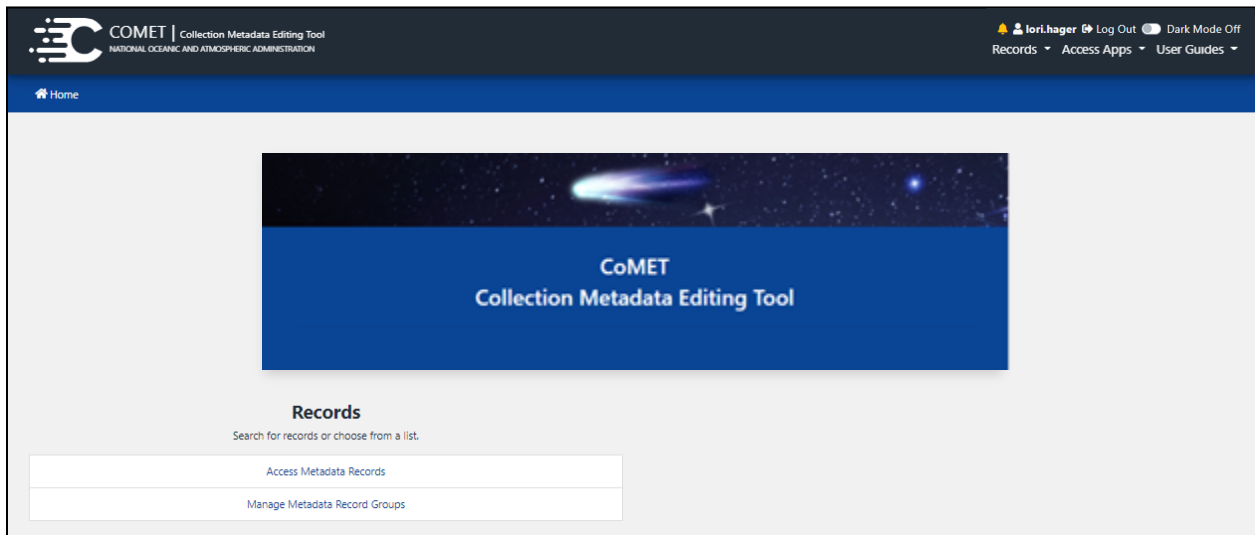 COMET | Collection Metadata Editing Tool
NATIONAL OCEANIC AND ATMOSPHERIC ADMINISTRATION
lori.hager Log Out Dark Mode Off
Records Access Apps User Guides
Home
CoMET
Collection Metadata Editing Tool
Records
Search for records or choose from a list.
Access Metadata Records
Manage Metadata Record Groups